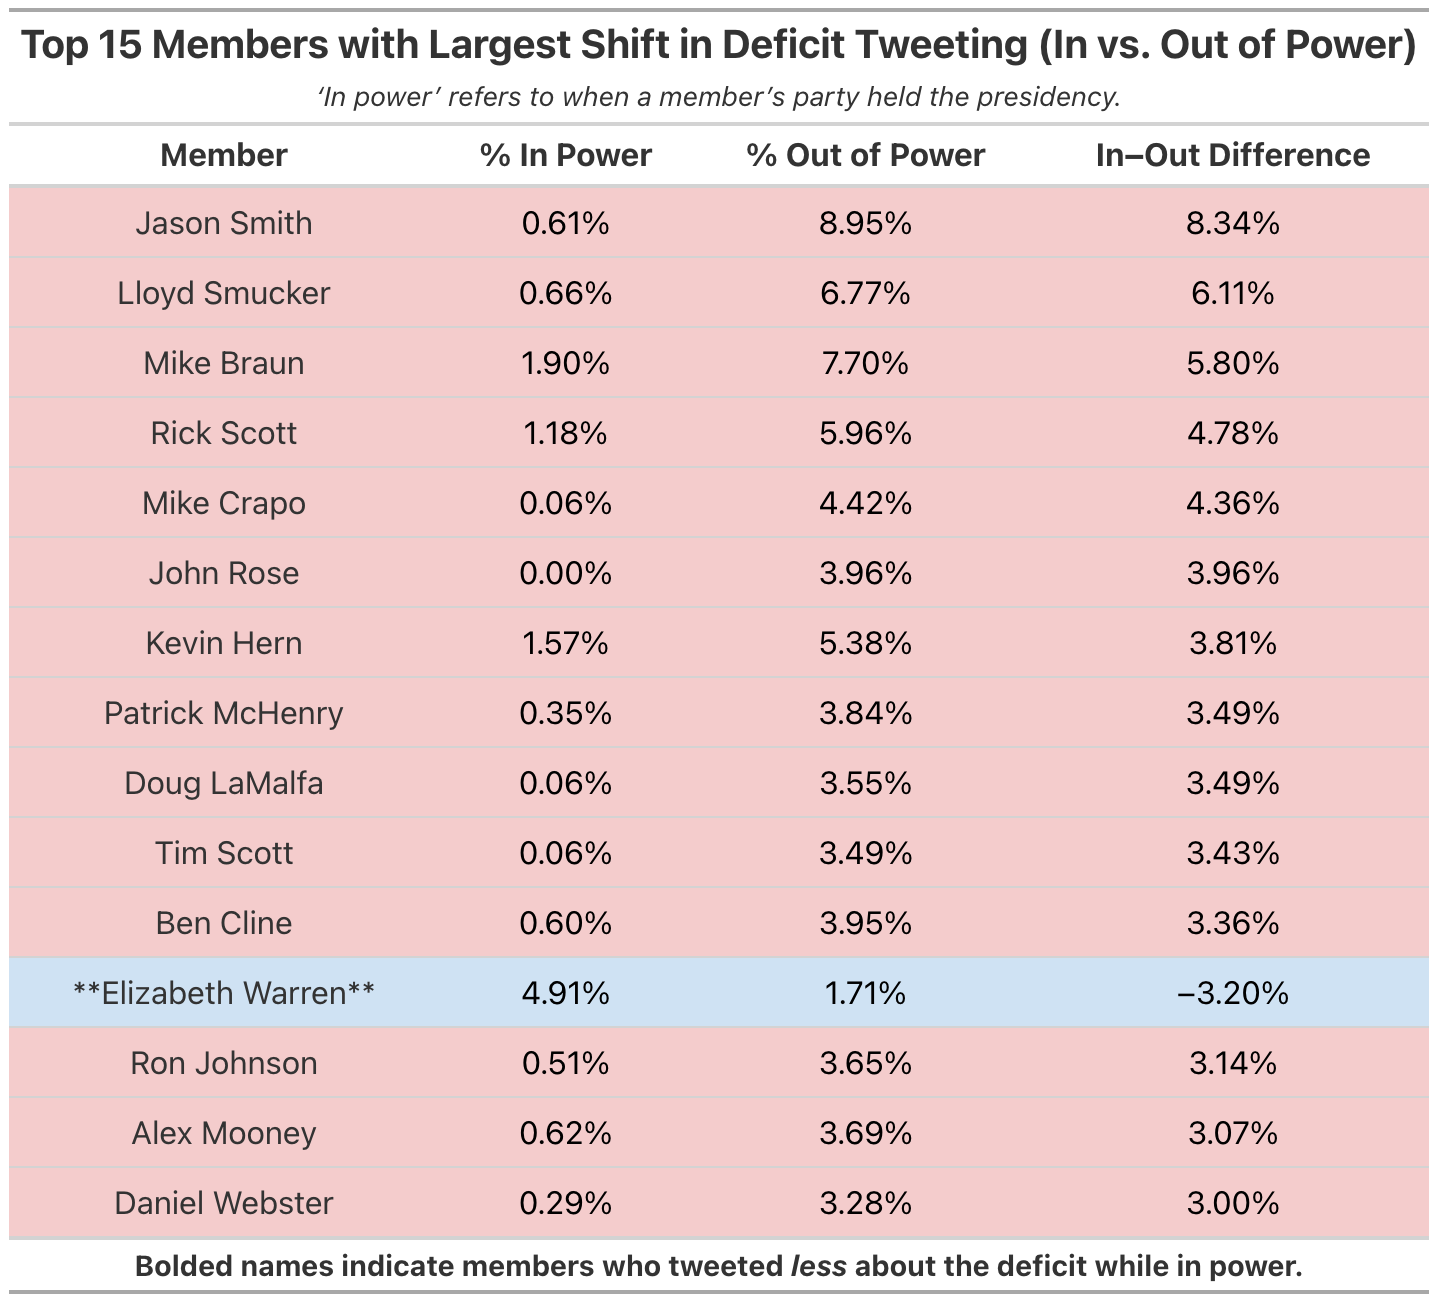 Top 15 Members with Largest Shift in Deficit Tweeting (In vs. Out of Power)
‘In power’ refers to when a member’s party held the presidency.
Member % In Power % Out of Power In–Out Difference
Jason Smith 0.61% 8.95% 8.34%
Lloyd Smucker 0.66% 6.77% 6.11%
Mike Braun 1.90% 7.70% 5.80%
Rick Scott 1.18% 5.96% 4.78%
Mike Crapo 0.06% 4.42% 4.36%
John Rose 0.00% 3.96% 3.96%
Kevin Hern 1.57% 5.38% 3.81%
Patrick McHenry 0.35% 3.84% 3.49%
Doug LaMalfa 0.06% 3.55% 3.49%
Tim Scott 0.06% 3.49% 3.43%
Ben Cline 0.60% 3.95% 3.36%
**Elizabeth Warren** 4.91% 1.71% −3.20%
Ron Johnson 0.51% 3.65% 3.14%
Alex Mooney 0.62% 3.69% 3.07%
Daniel Webster 0.29% 3.28% 3.00%
Bolded names indicate members who tweeted less about the deficit while in power.